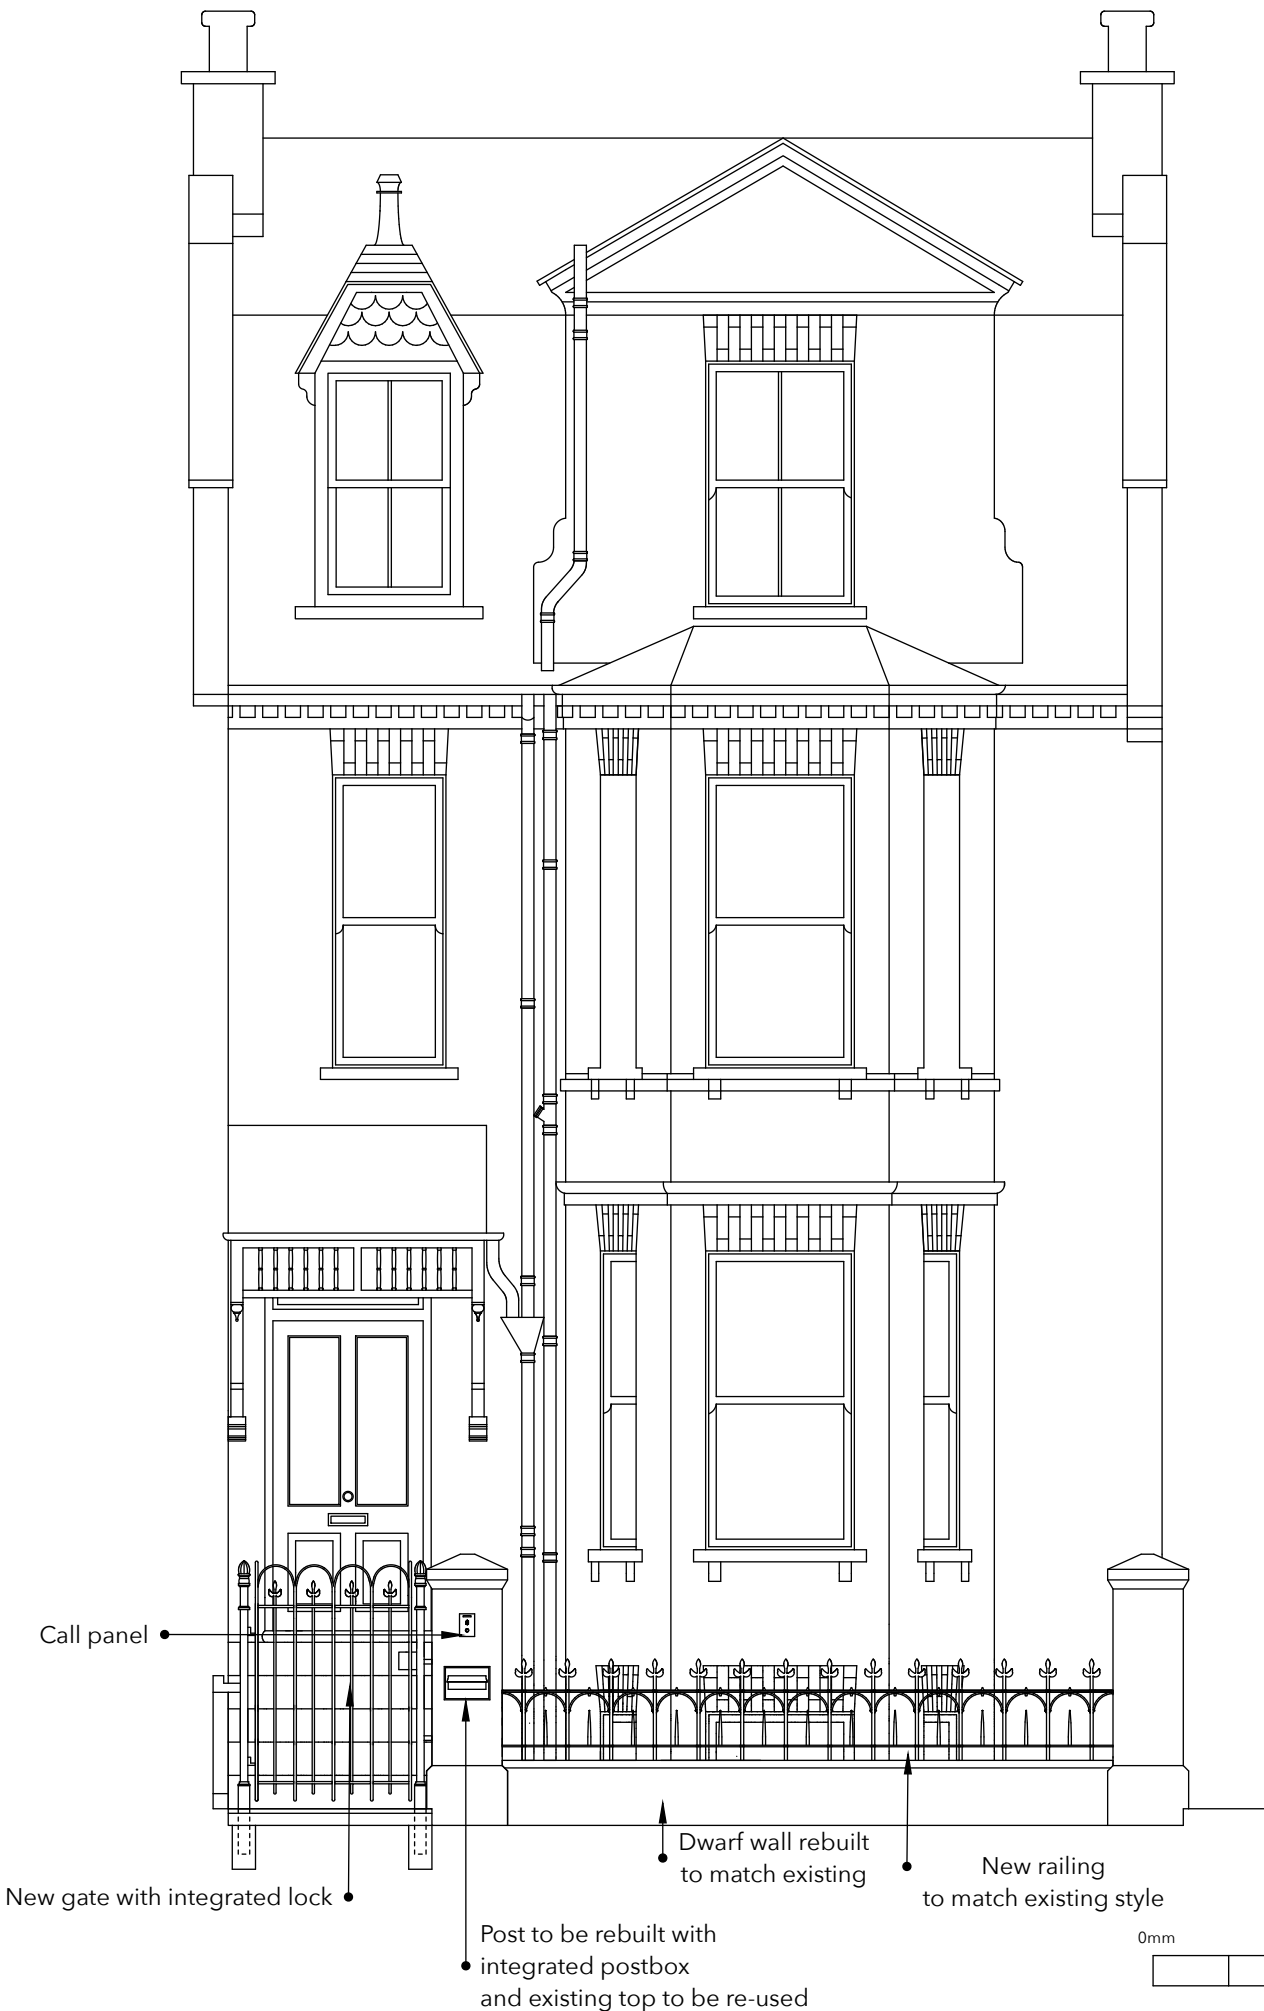 Call panel
Dwarf wall rebuilt
to match existing
New railing
to match existing style
New gate with integrated lock
Post to be rebuilt with
integrated postbox
and existing top to be re-used
0mm